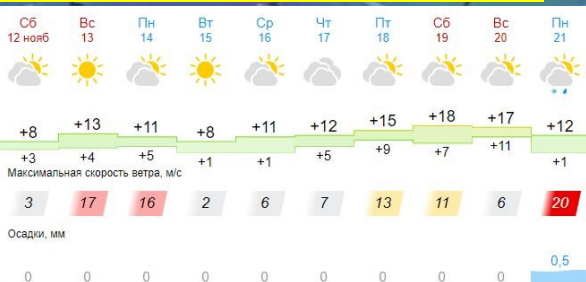 Сб Вс Пн Вт Ср Чт Пт Сб Вс Пн
12 нояб 13 14 15 16 17 18 19 20 21
+8 +13 +11 +8 +11 +12 +15 +18 +17 +12
+3 +4 +5 +1 +1 +5 +9 +7 +11 +1
Максимальная скорость ветра, м/с
3 17 16 2 6 7 13 11 6 20
Осадки, мм
0 0 0 0 0 0 0 0 0 0,5